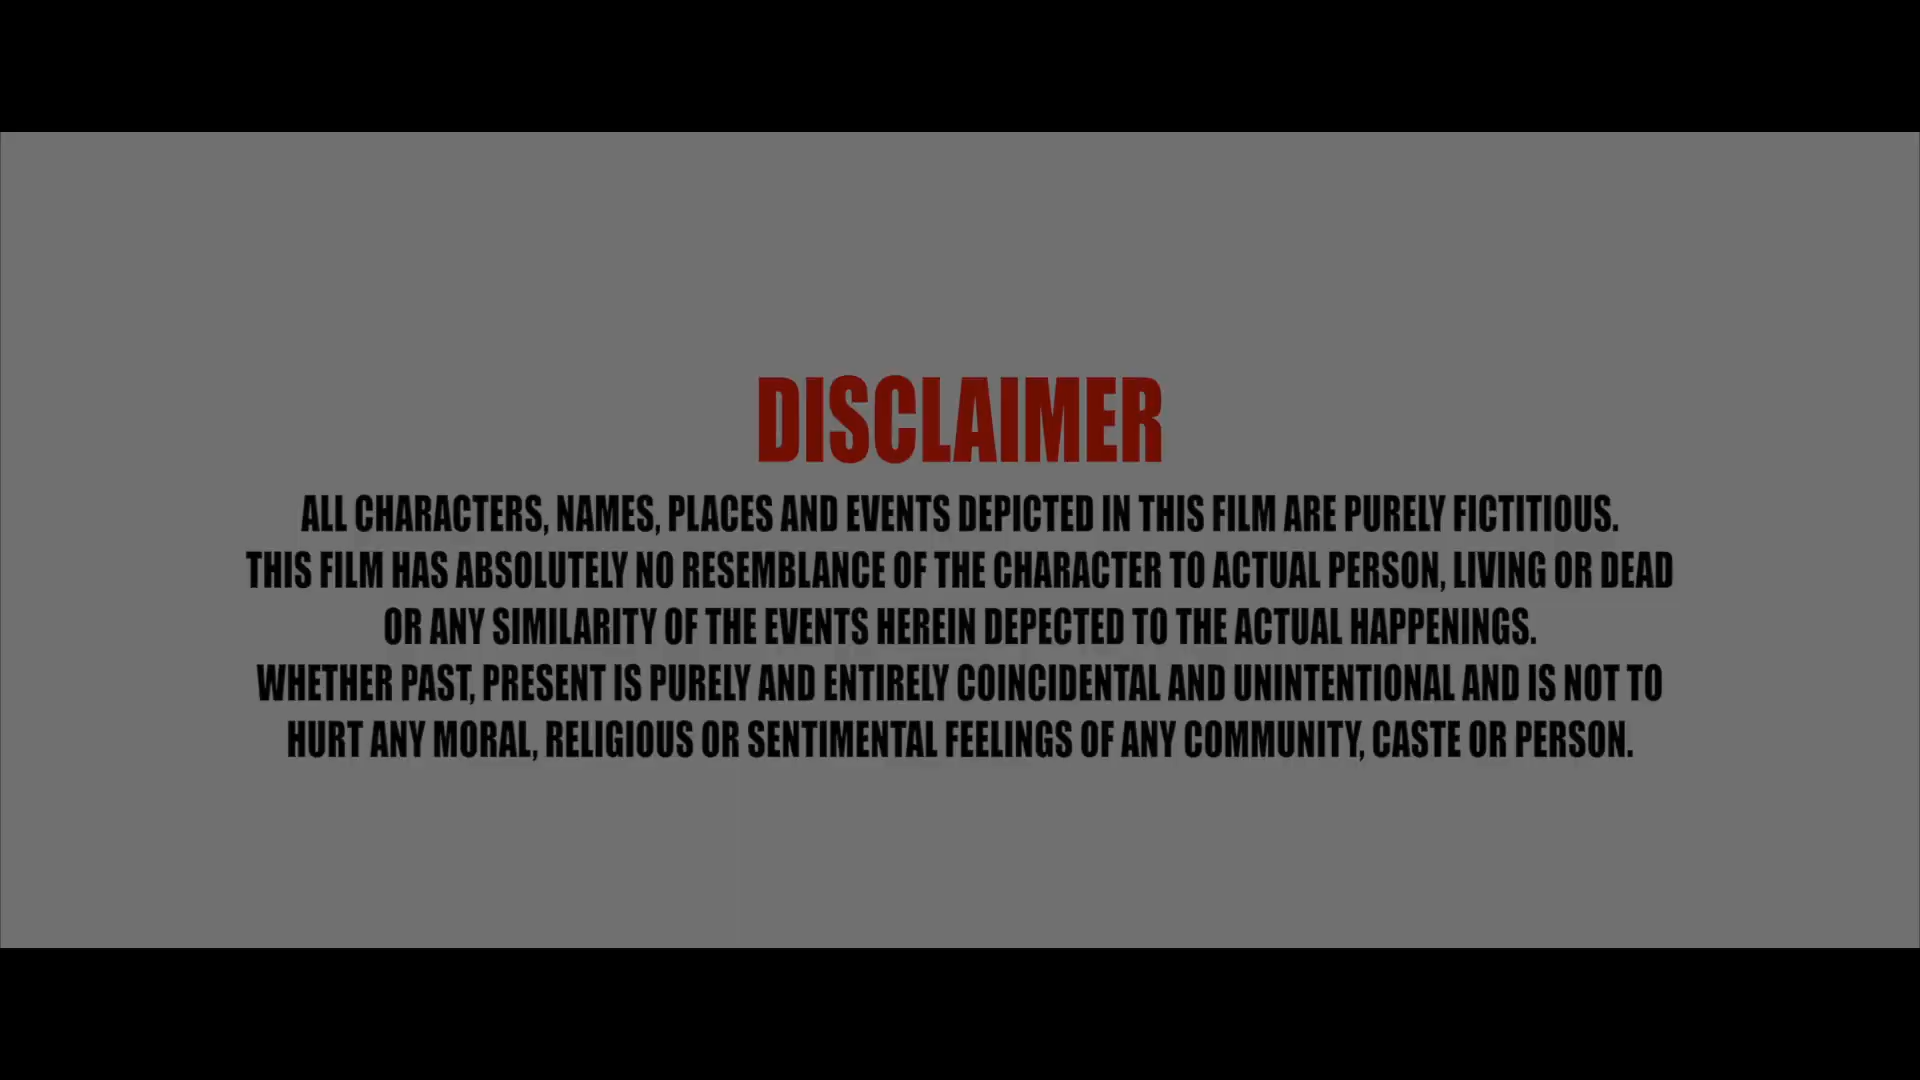 DISCLAIMER
ALL CHARACTERS, NAMES, PLACES AND EVENTS DEPICTED IN THIS FILM ARE PURELY FICTITIOUS.
THIS FILM HAS ABSOLUTELY NO RESEMBLANCE OF THE CHARACTER TO ACTUAL PERSON, LIVING OR DEAD
OR ANY SIMILARITY OF THE EVENTS HEREIN DEPECTED TO THE ACTUAL HAPPENINGS.
WHETHER PAST, PRESENT IS PURELY AND ENTIRELY COINCIDENTAL AND UNINTENTIONAL AND IS NOT TO
HURT ANY MORAL, RELIGIOUS OR SENTIMENTAL FEELINGS OF ANY COMMUNITY, CASTE OR PERSON.